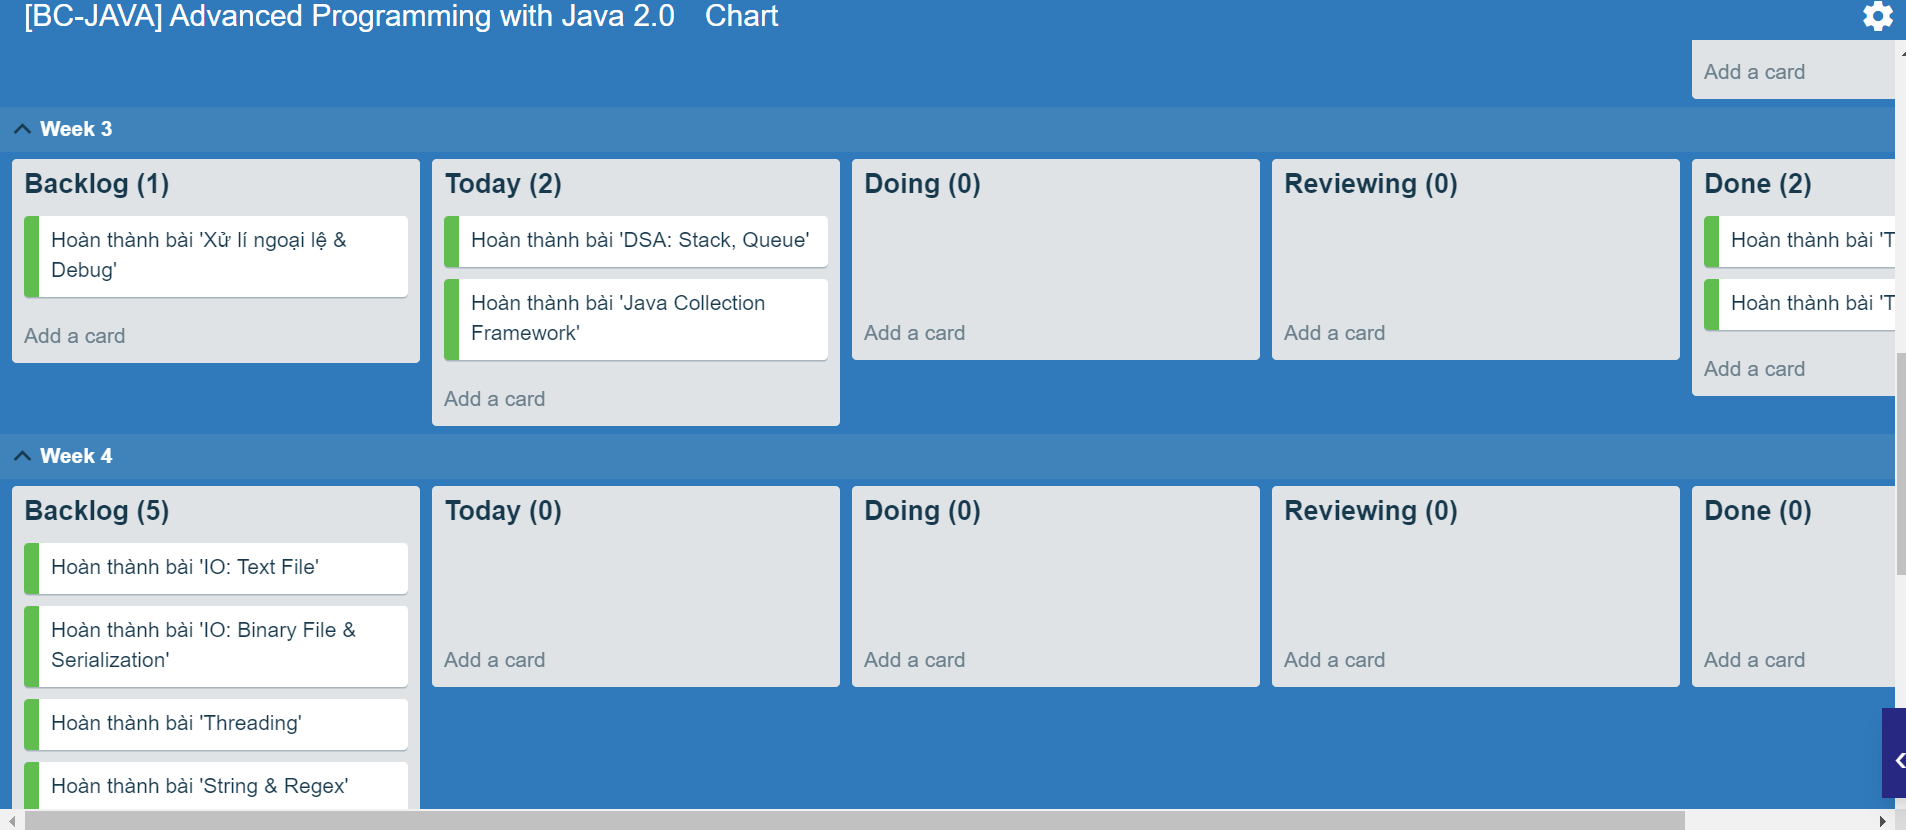 [BC-JAVA] Advanced Programming with Java 2.0 Chart
Add a card
Week 3
Backlog (1)
Hoàn thành bài 'Xử lí ngoại lệ &
Debug'
Add a card
Today (2)
Hoàn thành bài 'DSA: Stack, Queue'
Hoàn thành bài 'Java Collection
Framework'
Add a card
Doing (0)
Add a card
Reviewing (0)
Add a card
Done (2)
Hoàn thành bài 'T
Hoàn thành bài 'T
Add a card
Week 4
Backlog (5)
Hoàn thành bài 'IO: Text File'
Hoàn thành bài 'IO: Binary File &
Serialization'
Hoàn thành bài 'Threading'
Hoàn thành bài 'String & Regex'
Today (0)
Add a card
Doing (0)
Add a card
Reviewing (0)
Add a card
Done (0)
Add a card